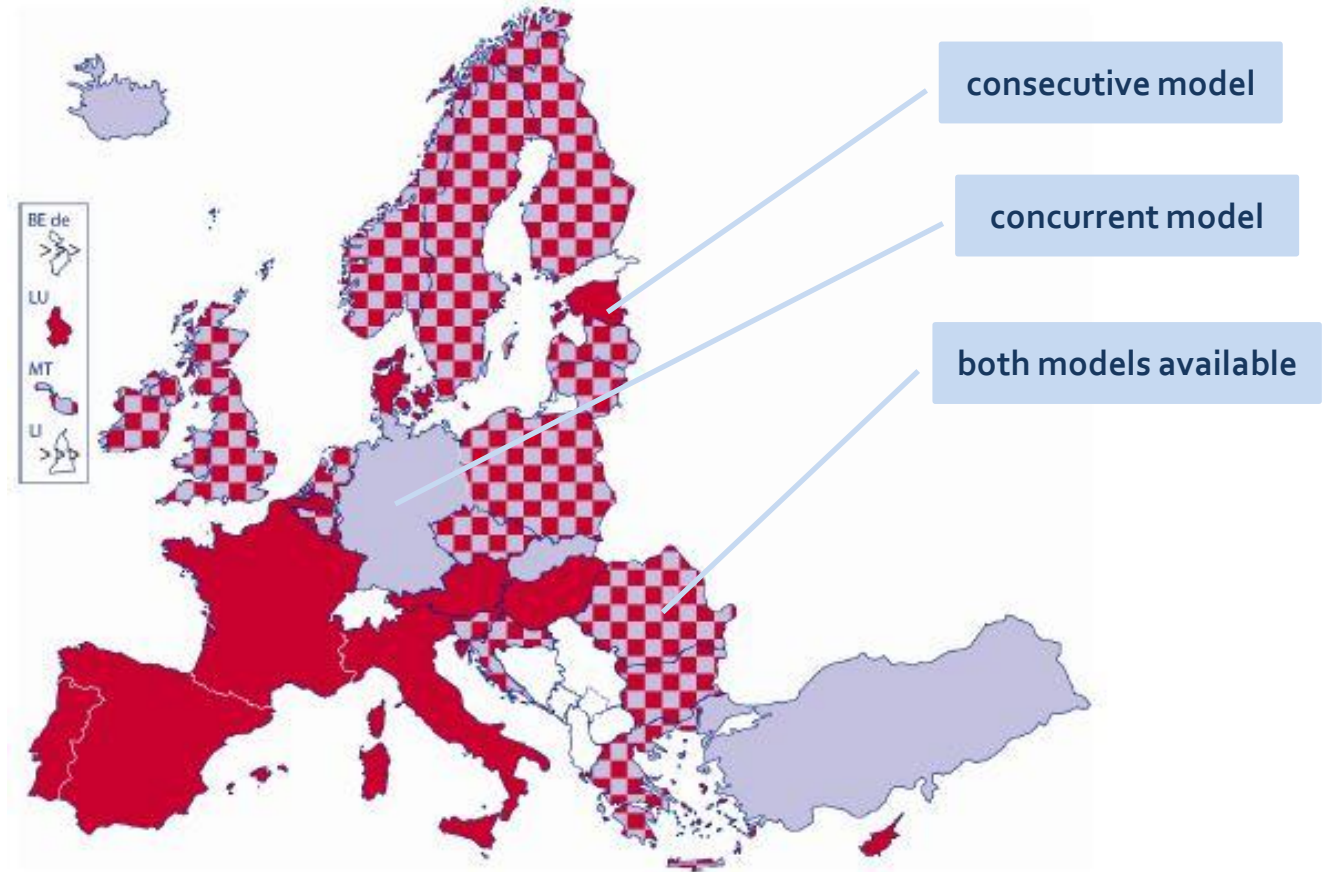 consecutive model
concurrent model
both models available
BE de
LU
MT
LI